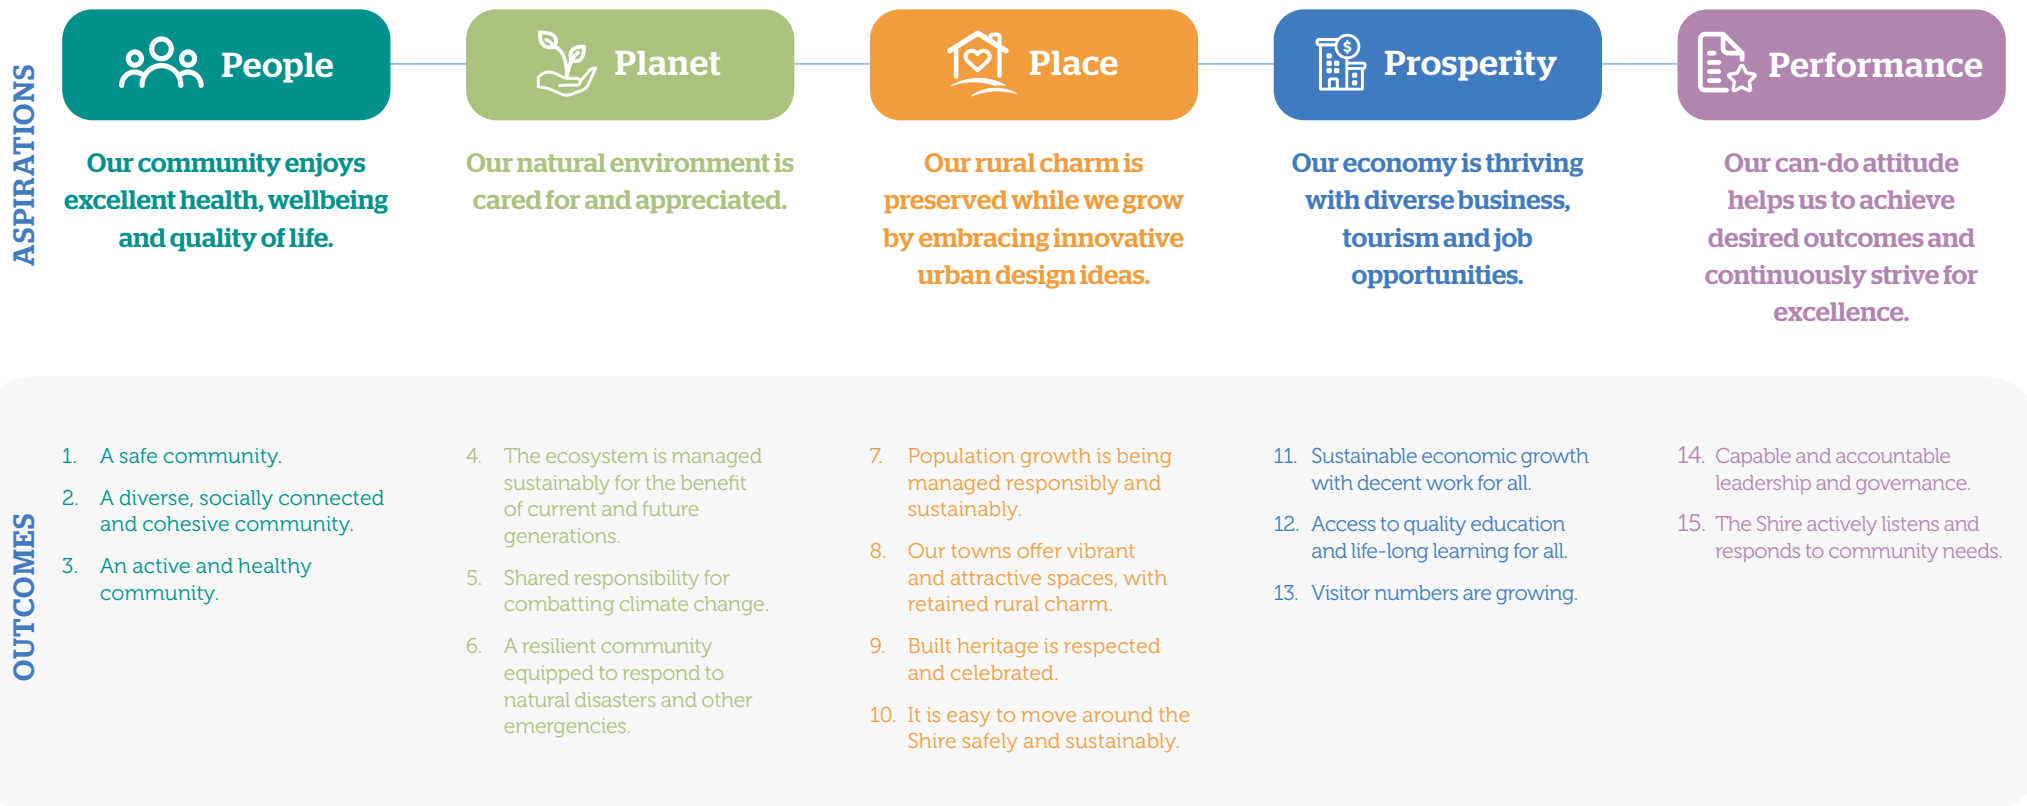 ASPIRATIONS
People
Our community enjoys
excellent health, wellbeing
and quality of life.
Planet
Our natural environment is
cared for and appreciated.
Place
Our rural charm is
preserved while we grow
by embracing innovative
urban design ideas.
Prosperity
Our economy is thriving
with diverse business,
tourism and job
opportunities.
Performance
Our can-do attitude
helps us to achieve
desired outcomes and
continuously strive for
excellence.
OUTCOMES
1. A safe community.
2. A diverse, socially connected
and cohesive community.
3. An active and healthy
community.
4. The ecosystem is managed
sustainably for the benefit
of current and future
generations.
5. Shared responsibility for
combatting climate change.
6. A resilient community
equipped to respond to
natural disasters and other
emergencies.
7. Population growth is being
managed responsibly and
sustainably.
8. Our towns offer vibrant
and attractive spaces, with
retained rural charm.
9. Built heritage is respected
and celebrated.
10. It is easy to move around the
Shire safely and sustainably.
11. Sustainable economic growth
with decent work for all.
12. Access to quality education
and life-long learning for all.
13. Visitor numbers are growing.
14. Capable and accountable
leadership and governance.
15. The Shire actively listens and
responds to community needs.